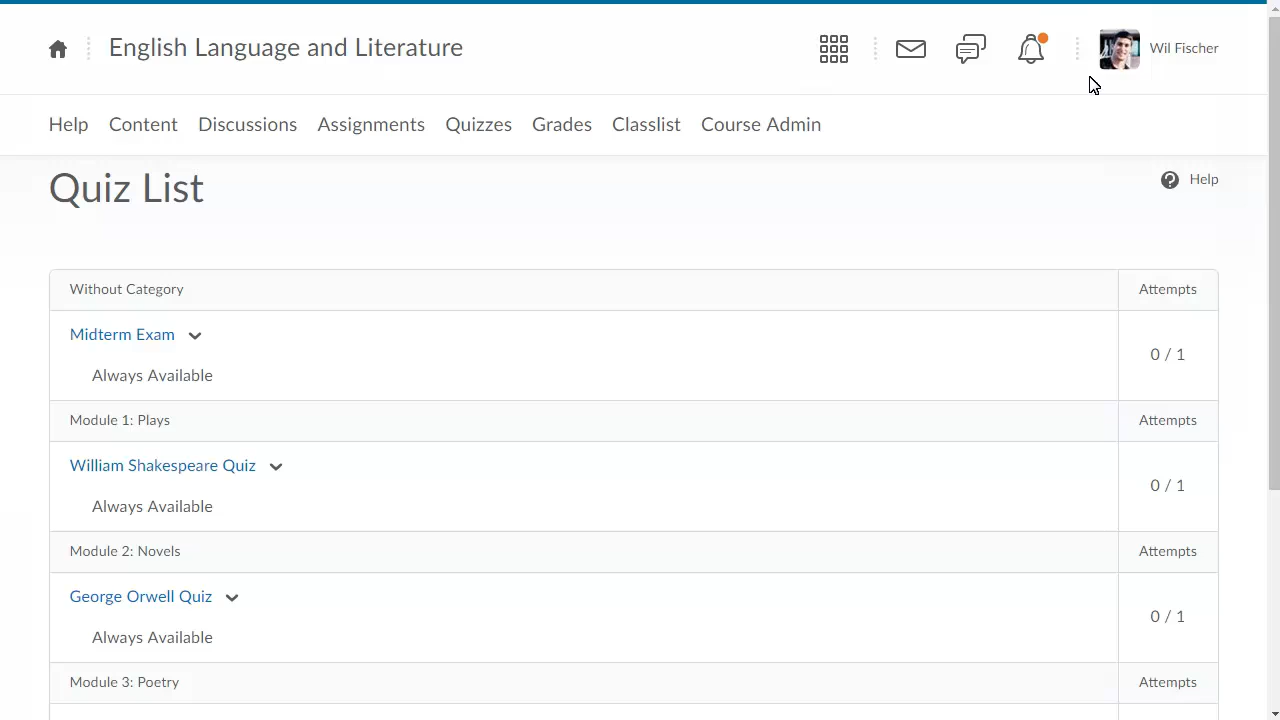 English Language and Literature
Wil Fischer
Help Content Discussions Assignments Quizzes Grades Classlist Course Admin
Quiz List
Help
Without Category Attempts
Midterm Exam
Always Available
0 / 1
Module 1: Plays Attempts
William Shakespeare Quiz
Always Available
0 / 1
Module 2: Novels Attempts
George Orwell Quiz
Always Available
0 / 1
Module 3: Poetry Attempts